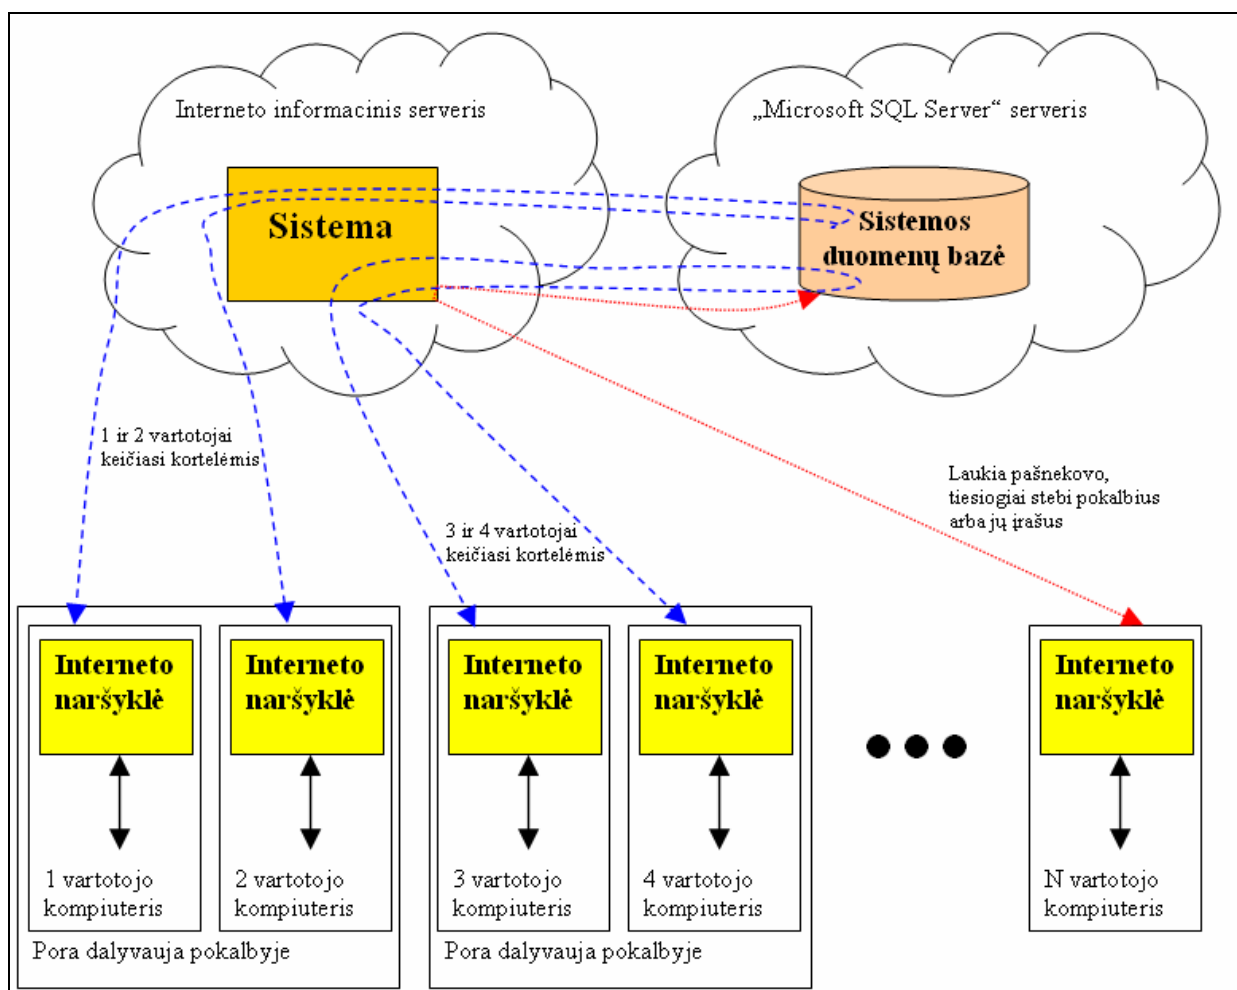 Interneto informacinis serveris
„Microsoft SQL Server“ serveris
Sistema
Sistemos
duomenų bazė
1 ir 2 vartotojai
keičiasi kortelėmis
3 ir 4 vartotojai
keičiasi kortelėmis
Laukia pašnekovo,
tiesiogiai stebi pokalbius
arba jų įrašus
Interneto
naršyklė
Interneto
naršyklė
Interneto
naršyklė
Interneto
naršyklė
Interneto
naršyklė
1 vartotojo
kompiuteris
2 vartotojo
kompiuteris
3 vartotojo
kompiuteris
4 vartotojo
kompiuteris
N vartotojo
kompiuteris
Pora dalyvauja pokalbyje
Pora dalyvauja pokalbyje